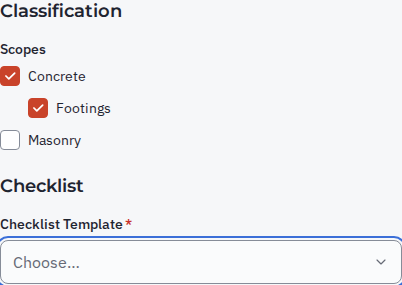 Classification
Scopes
Concrete
Footings
Masonry
Checklist
Checklist Template *
Choose...